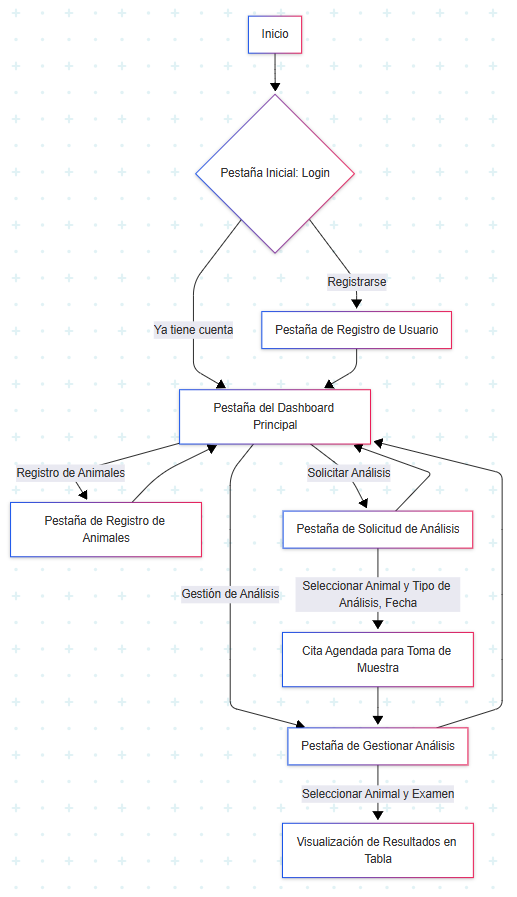 Inicio
Pestaña Inicial: Login
Registrarse
Ya tiene cuenta
Pestaña de Registro de Usuario
Pestaña del Dashboard
Principal
Registro de Animales
Solicitar Análisis
Pestaña de Registro de
Animales
Pestaña de Solicitud de Análisis
Gestión de Análisis
Seleccionar Animal y Tipo de
Análisis, Fecha
Cita Agendada para Toma de
Muestra
Pestaña de Gestionar Análisis
Seleccionar Animal y Examen
Visualización de Resultados en
Tabla